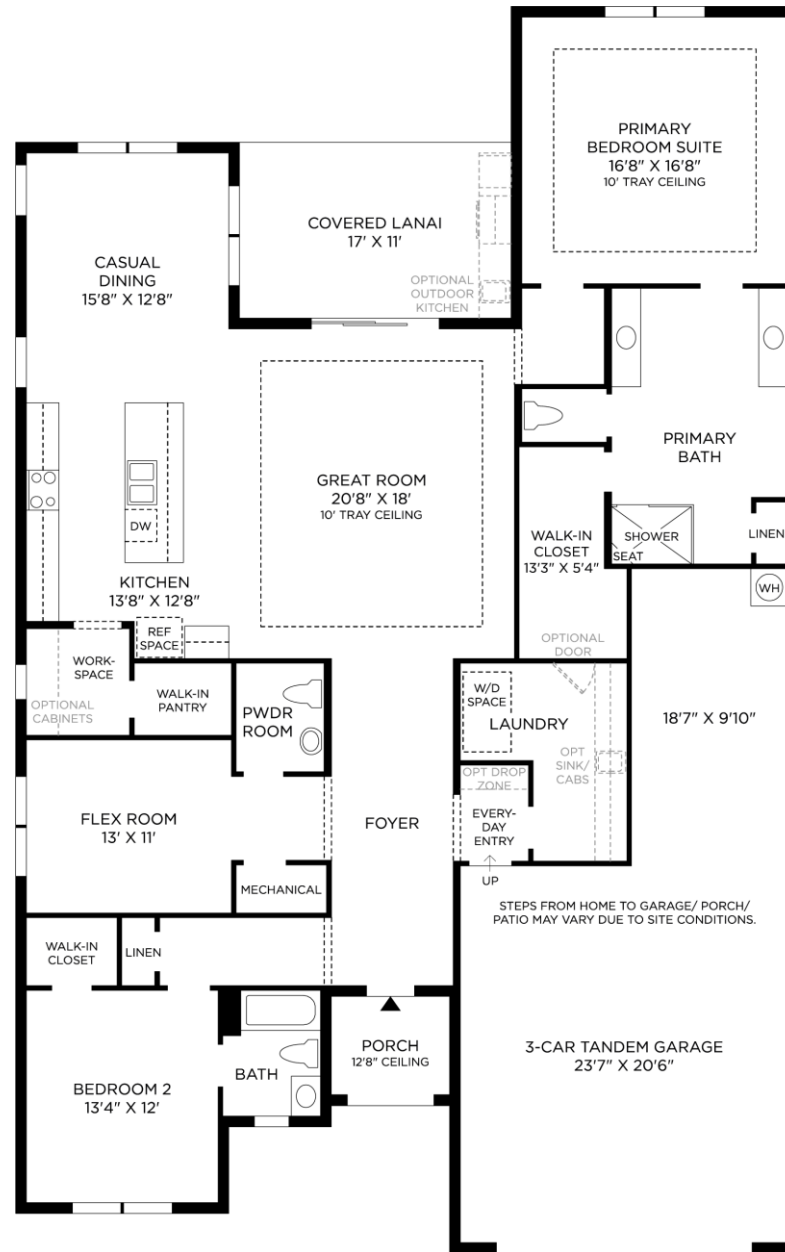 PRIMARY
BEDROOM SUITE
16'8" X 16'8"
10' TRAY CEILING
COVERED LANAI
17' X 11'
OPTIONAL
OUTDOOR
KITCHEN
CASUAL
DINING
15'8" X 12'8"
PRIMARY
BATH
GREAT ROOM
20'8" X 18'
10' TRAY CEILING
DW
KITCHEN
13'8" X 12'8"
REF
SPACE
WALK-IN
CLOSET
13'3" X 5'4"
OPTIONAL
DOOR
SHOWER
SEAT
LINEN
WH
WORK-
SPACE
OPTIONAL
CABINETS
WALK-IN
PANTRY
PWDR
ROOM
W/D
SPACE
LAUNDRY
OPT
SINK/
CABS
18'7" X 9'10"
FLEX ROOM
13' X 11'
FOYER
OPT DROP
ZONE
EVERY-
DAY
ENTRY
UP
MECHANICAL
STEPS FROM HOME TO GARAGE/ PORCH/
PATIO MAY VARY DUE TO SITE CONDITIONS.
WALK-IN
CLOSET
LINEN
BATH
PORCH
12'8" CEILING
3-CAR TANDEM GARAGE
23'7" X 20'6"
BEDROOM 2
13'4" X 12'